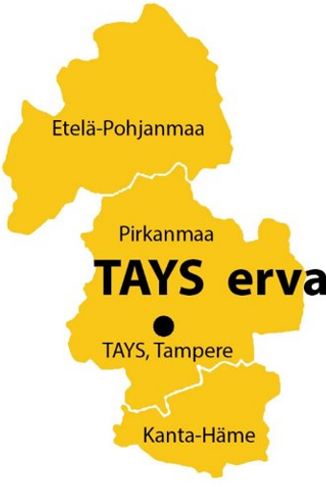 Etelä-Pohjanmaa
Pirkanmaa
TAYS erva
TAYS, Tampere
Kanta-Häme